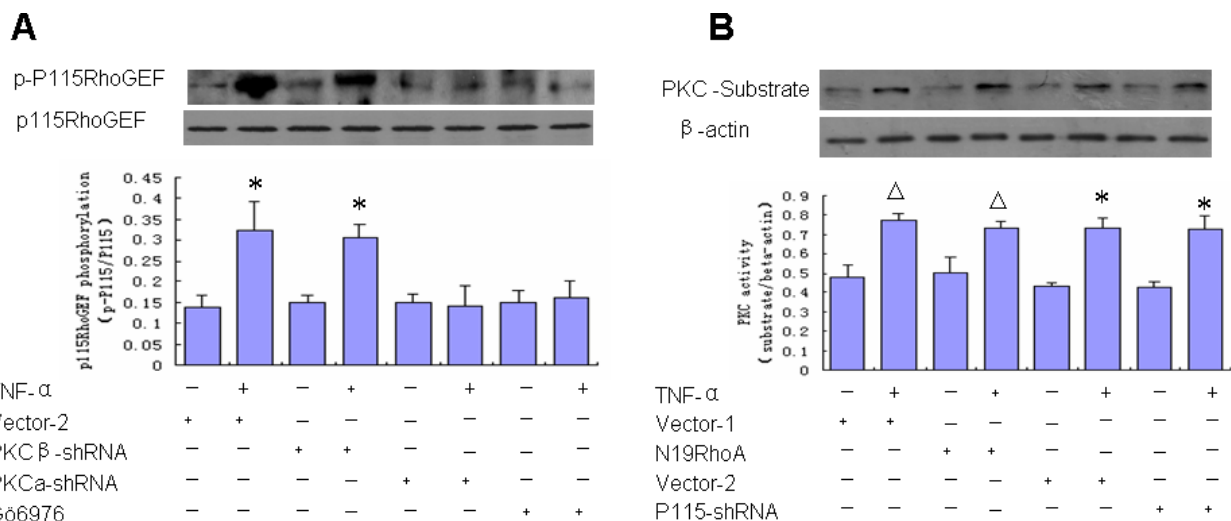 A
p-P115RhoGEF
p115RhoGEF
p115RhoGEF phosphorylation
(p-P115/P115)
0.45
0.4
0.35
0.3
0.25
0.2
0.15
0.1
0.05
0
* *
TNF-α − + − + − + − +
Vector-2 + + − − − − − −
PKCβ-shRNA − − + + − − − −
PKCa-shRNA − − − − + + − −
Gö6976 − − − − − − + +
B
PKC-Substrate
β-actin
PKC activity
(substrate/beta-actin)
0.9
0.8
0.7
0.6
0.5
0.4
0.3
0.2
0.1
0
△ △ * *
TNF-α − + − + − + − +
Vector-1 + + − − − − − −
N19RhoA − − + + − − − −
Vector-2 − − − − + + − −
P115-shRNA − − − − − − + +